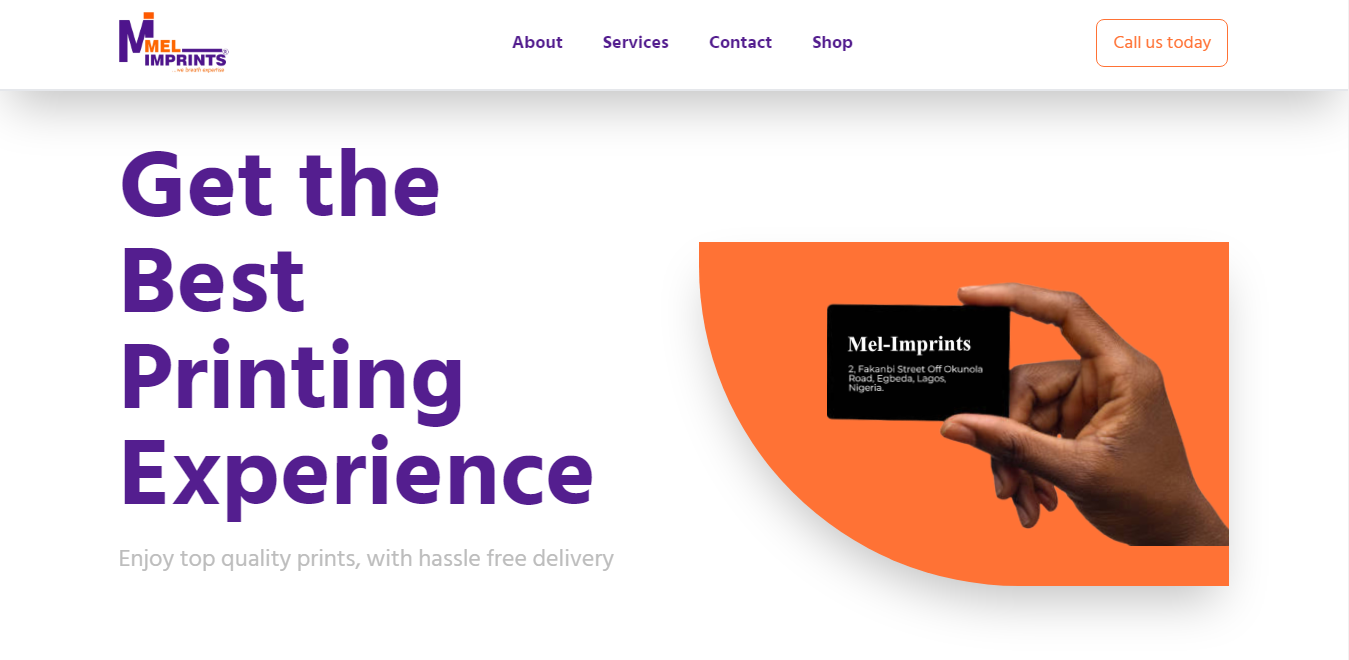 MEL
IMPRINTS®
...we breath expertise
About
Services
Contact
Shop
Call us today
Get the
Best
Printing
Experience
Enjoy top quality prints, with hassle free delivery
Mel-Imprints
2, Fakanbi Street Off Okunola
Road, Egbeda, Lagos,
Nigeria.